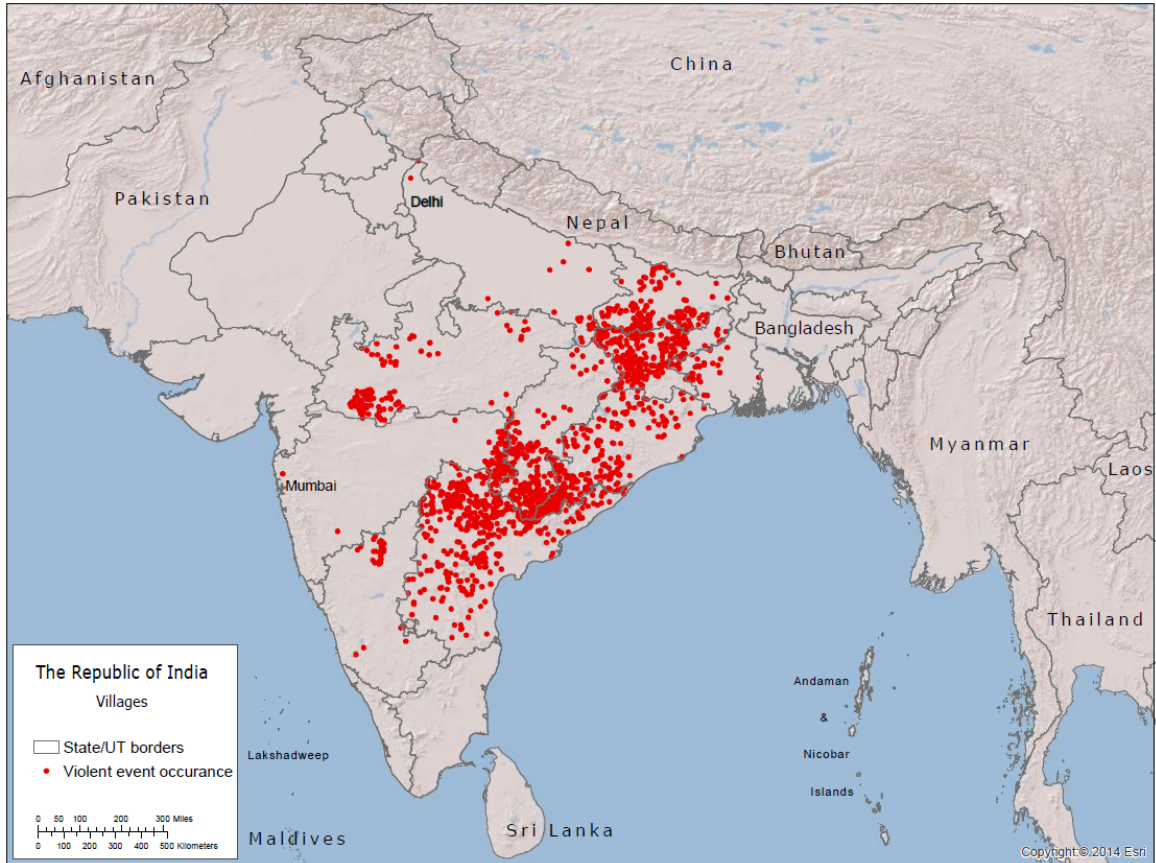 Afghanistan
China
Pakistan
Delhi
Nepal
Bhutan
Bangladesh
Myanmar
Laos
Mumbai
Thailand
The Republic of India
Villages
State/UT borders
Violent event occurance
0 50 100 200 300 Miles
0 100 200 300 400 500 Kilometers
Lakshadweep
Maldives
Sri Lanka
Andaman
&
Nicobar
Islands
Copyright:© 2014 Esri